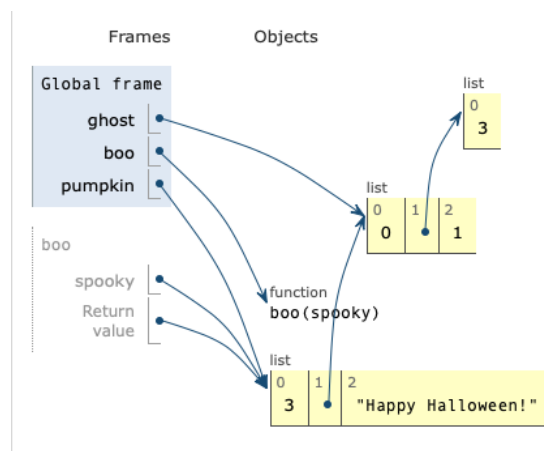 Frames Objects
Global frame
ghost
boo
pumpkin
list
0
3
list
0 1 2
0 1
boo
spooky
Return
value
function
boo(spooky)
list
0 1 2
3 "Happy Halloween!"